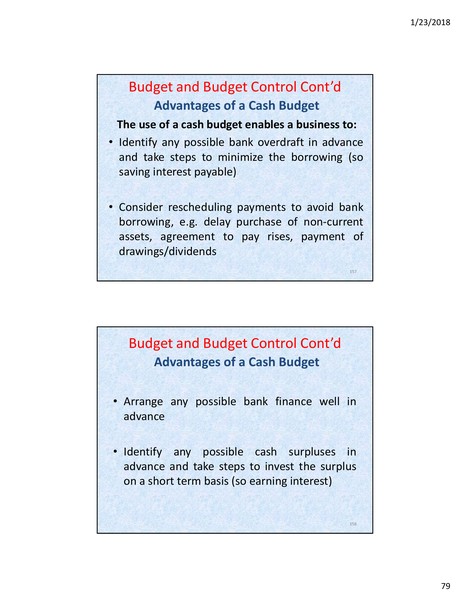 1/23/2018
Budget and Budget Control Cont’d
Advantages of a Cash Budget
The use of a cash budget enables a business to:
• Identify any possible bank overdraft in advance
and take steps to minimize the borrowing (so
saving interest payable)
• Consider rescheduling payments to avoid bank
borrowing, e.g. delay purchase of non-current
assets, agreement to pay rises, payment of
drawings/dividends
157
Budget and Budget Control Cont’d
Advantages of a Cash Budget
• Arrange any possible bank finance well in
advance
• Identify any possible cash surpluses in
advance and take steps to invest the surplus
on a short term basis (so earning interest)
158
79